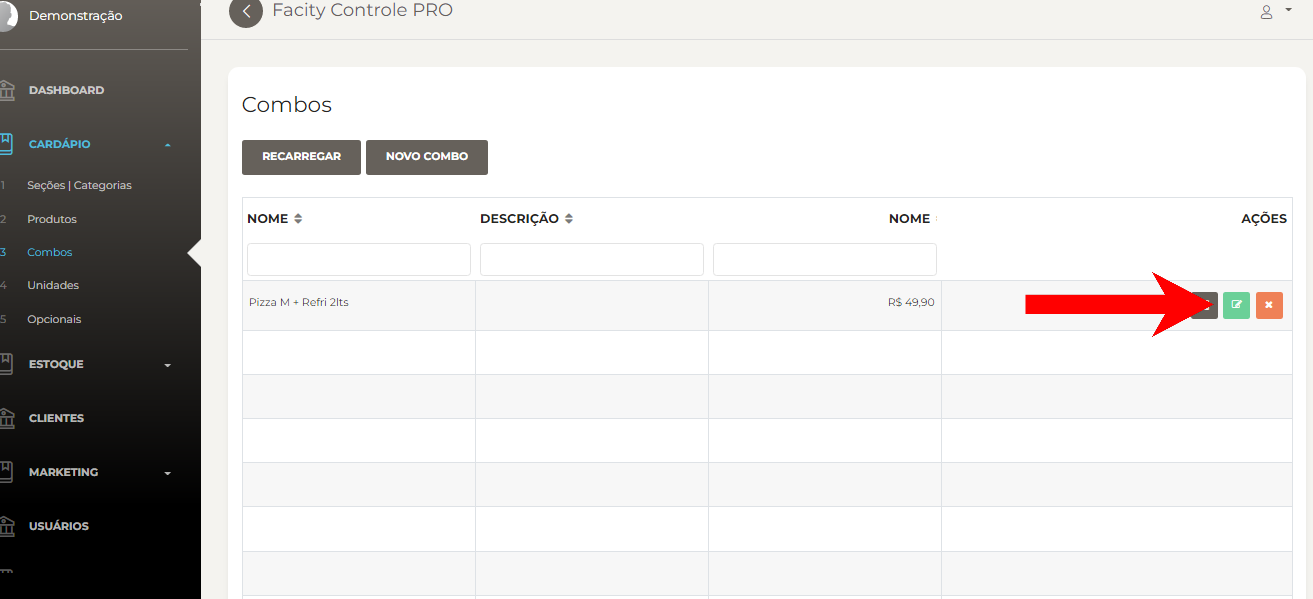 Demonstração
Facity Controle PRO
DASHBOARD
CARDÁPIO
1 Seções | Categorias
2 Produtos
3 Combos
4 Unidades
5 Opcionais
ESTOQUE
CLIENTES
MARKETING
USUÁRIOS
Combos
RECARREGAR NOVO COMBO
NOME DESCRIÇÃO NOME AÇÕES
Pizza M + Refri 2lts R$ 49,90